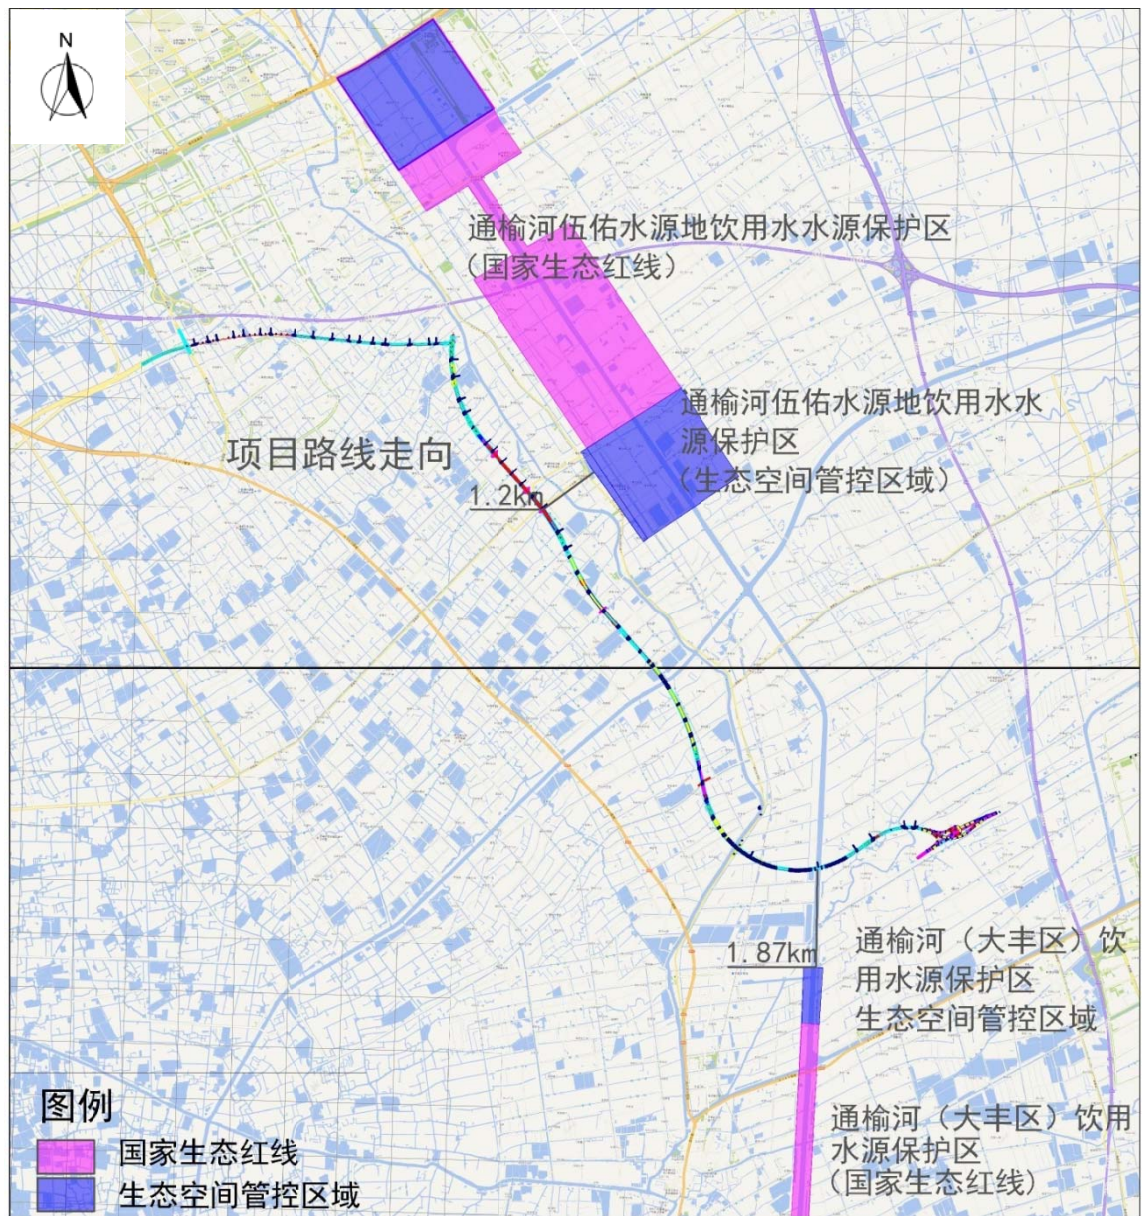 N
通榆河伍佑水源地饮用水水源保护区
（国家生态红线）
通榆河伍佑水源地饮用水水
源保护区
（生态空间管控区域）
项目路线走向
1.2km
1.87km
通榆河（大丰区）饮
用水源保护区
生态空间管控区域
通榆河（大丰区）饮用
水源保护区
（国家生态红线）
图例
国家生态红线
生态空间管控区域